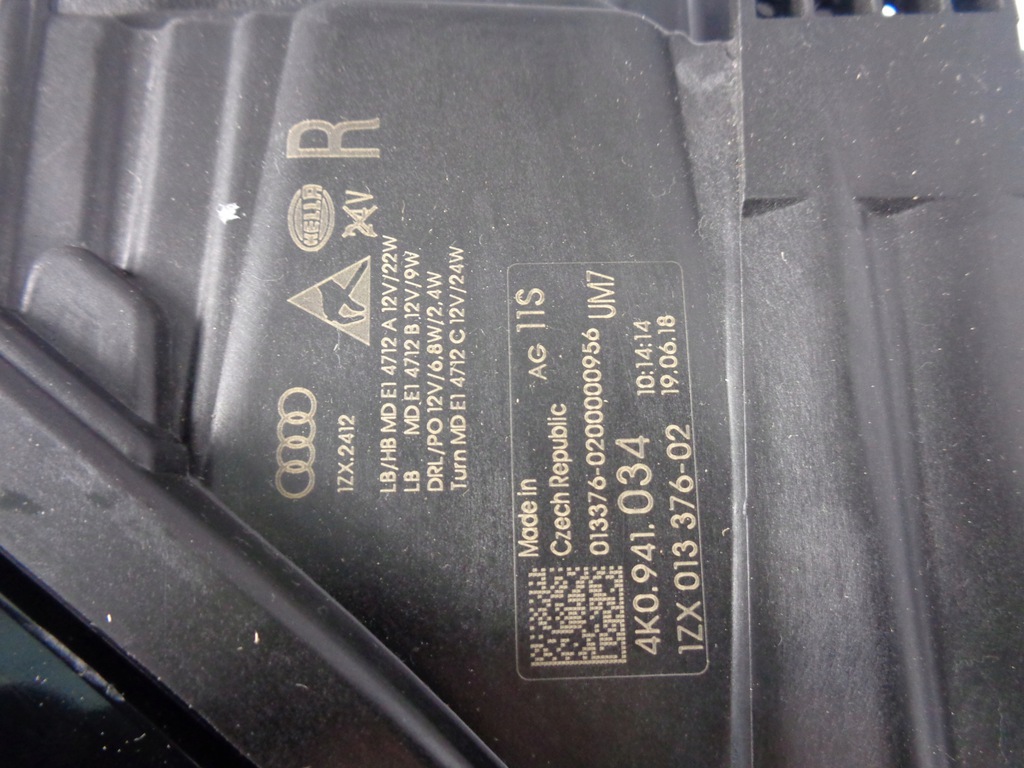 R
HELLA
24V
1ZX.2412
LB/HB MD E1 4712 A 12V/22W
LB MD E1 4712 B 12V/9W
DRL/PO 12V/6.8W/2.4W
Turn MD E1 4712 C 12V/24W
Made in
Czech Republic AG 11S
013376-0200000956 UM7
4K0.941.034 10:14:14
1ZX 013 376-02 19.06.18